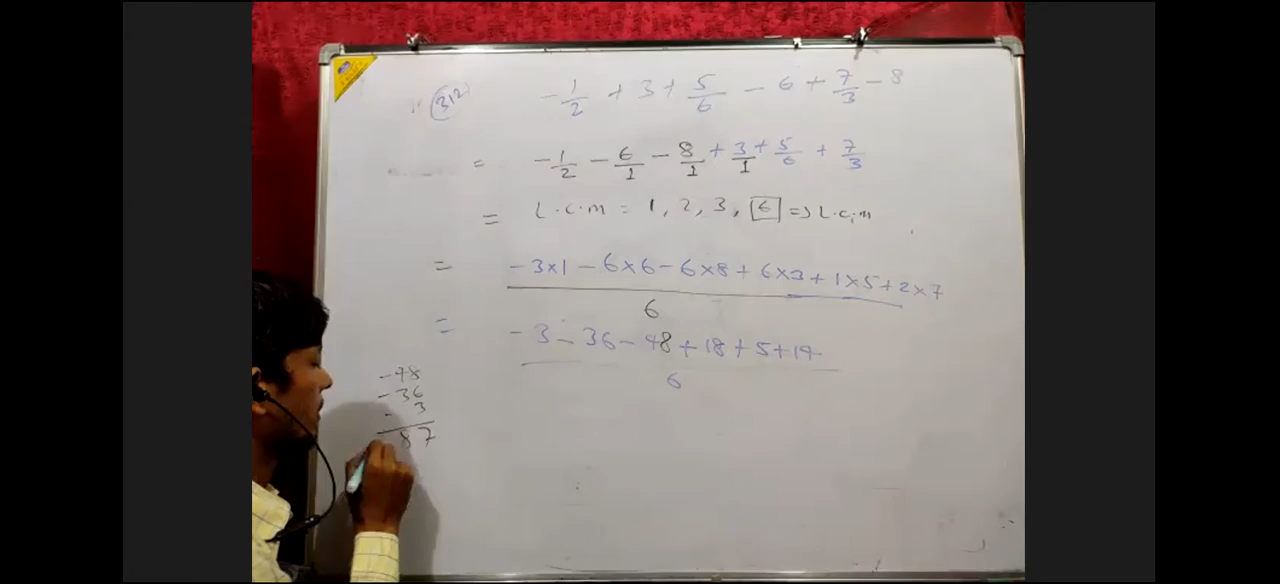 312
-1/2 + 3 + 5/6 - 6 + 7/3 - 8
= -1/2 - 6/1 - 8/1 + 3/1 + 5/6 + 7/3
= L.C.M = 1, 2, 3, 6 => L.C.M
= -3×1 - 6×6 - 6×8 + 6×3 + 1×5 + 2×7
6
= -3 - 36 - 48 + 18 + 5 + 14
6
-48
-36
-3
87